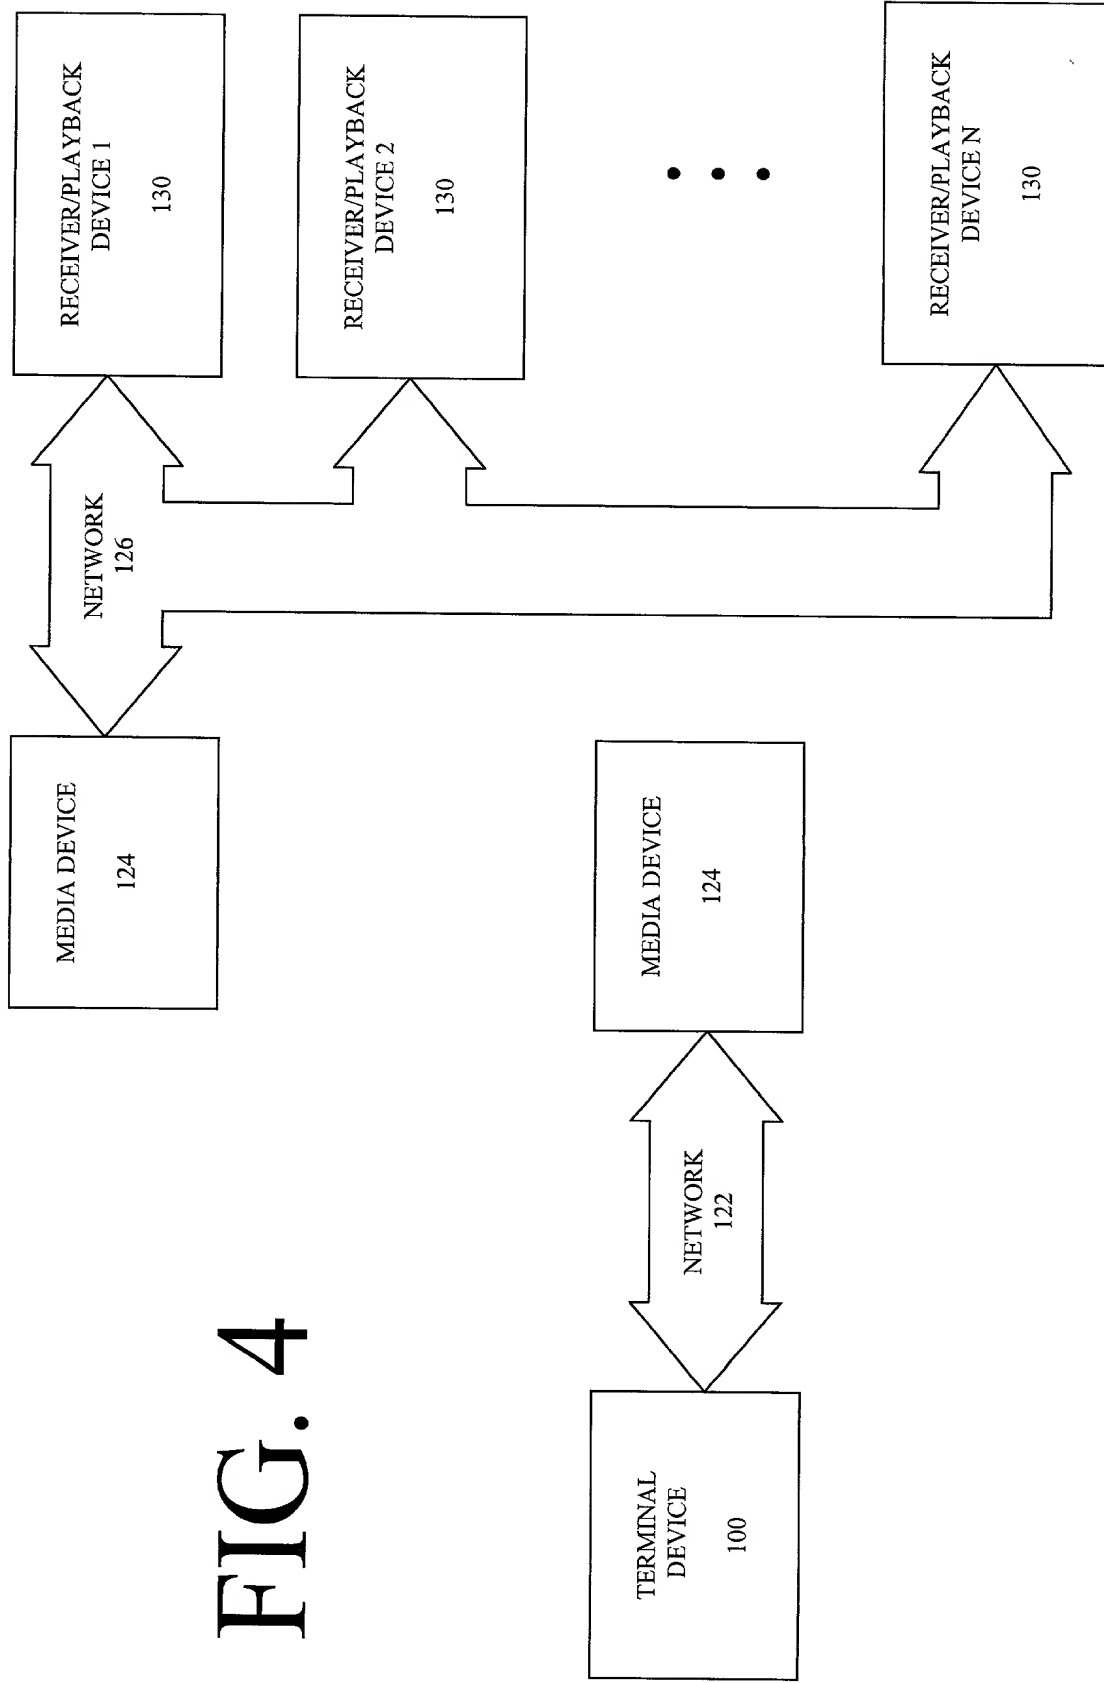 FIG. 4
MEDIA DEVICE
124
NETWORK
126
RECEIVER/PLAYBACK
DEVICE 1
130
RECEIVER/PLAYBACK
DEVICE 2
130
RECEIVER/PLAYBACK
DEVICE N
130
TERMINAL
DEVICE
100
NETWORK
122
MEDIA DEVICE
124